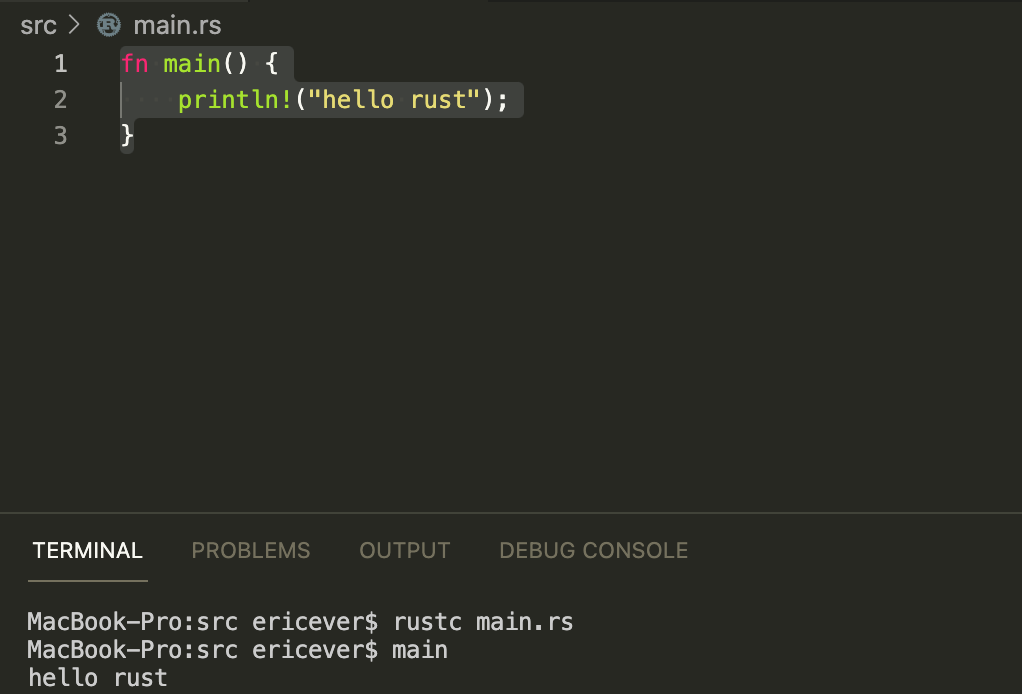 src > main.rs
1 fn main() {
2     println!("hello rust");
3 }
TERMINAL PROBLEMS OUTPUT DEBUG CONSOLE
MacBook-Pro:src ericever$ rustc main.rs
MacBook-Pro:src ericever$ main
hello rust